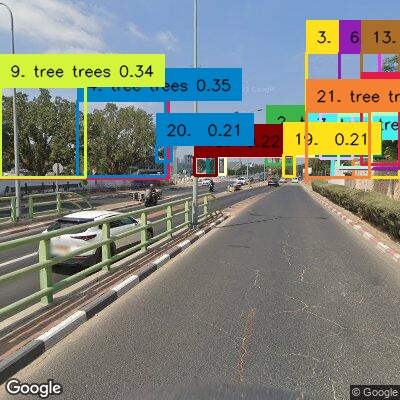 3. 6 13.
9. tree trees 0.34
4. tree trees 0.35
21. tree tre
20. 0.21
0.22
19. 0.21
2.
Google
© Google